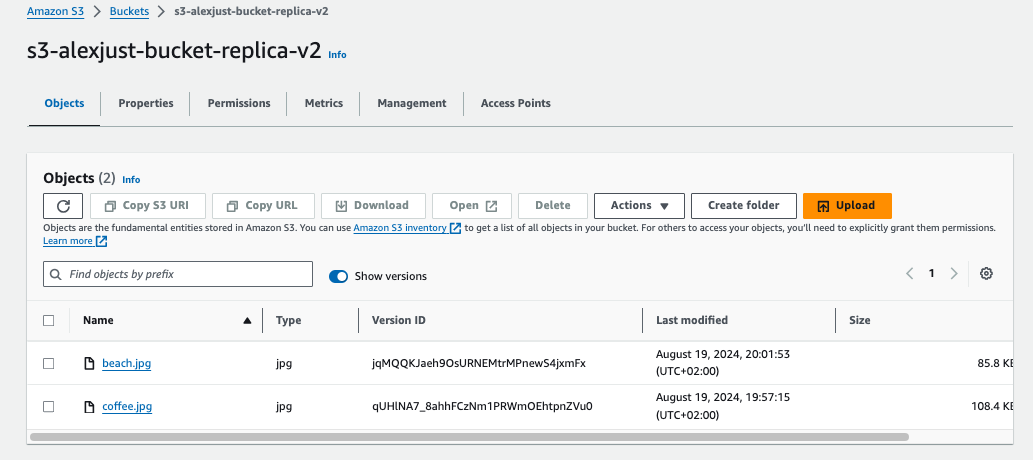 Amazon S3 > Buckets > s3-alexjust-bucket-replica-v2
s3-alexjust-bucket-replica-v2 Info
Objects Properties Permissions Metrics Management Access Points
Objects (2) Info
Copy S3 URI Copy URL Download Open Delete Actions Create folder Upload
Objects are the fundamental entities stored in Amazon S3. You can use Amazon S3 inventory to get a list of all objects in your bucket. For others to access your objects, you'll need to explicitly grant them permissions.
Learn more
Find objects by prefix Show versions 1
Name Type Version ID Last modified Size
beach.jpg jpg jqMQQKJaeh9OsURNEMtrMPnewS4jxmFx August 19, 2024, 20:01:53 85.8 KB
(UTC+02:00)
coffee.jpg jpg qUHlNA7_8ahhFCzNm1PRWmOEhtpnZVu0 August 19, 2024, 19:57:15 108.4 KB
(UTC+02:00)